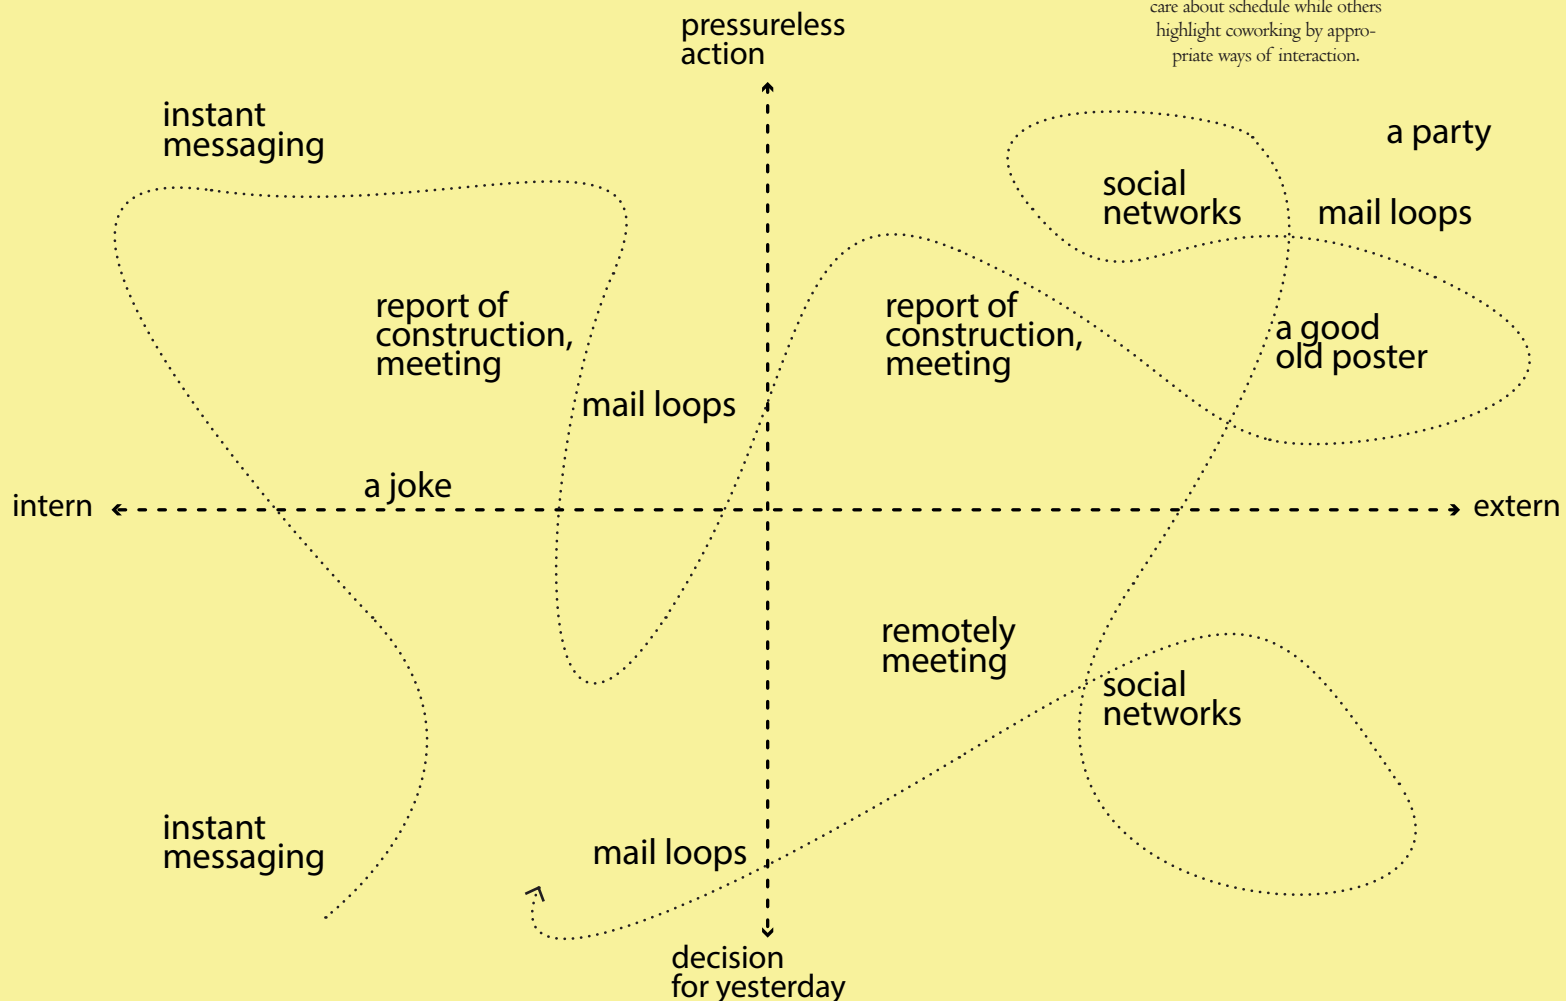 care about schedule while others
highlight coworking by appro-
priate ways of interaction.
pressureless
action
instant
messaging
a party
social
networks
mail loops
report of
construction,
meeting
report of
construction,
meeting
a good
old poster
mail loops
a joke
intern
extern
remotely
meeting
social
networks
instant
messaging
mail loops
decision
for yesterday